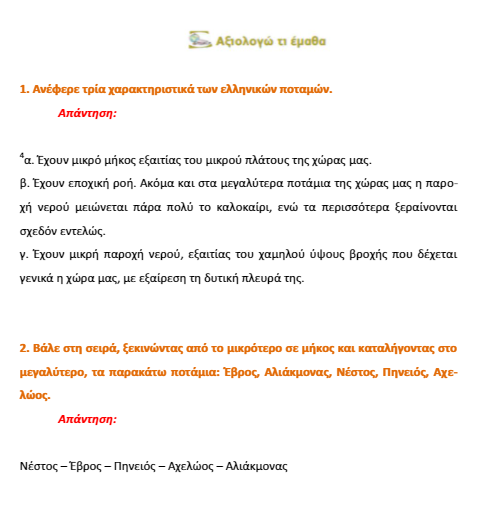 Αξιολογώ τι έμαθα
1. Ανέφερε τρία χαρακτηριστικά των ελληνικών ποταμών.
Απάντηση:
4α. Έχουν μικρό μήκος εξαιτίας του μικρού πλάτους της χώρας μας.
β. Έχουν εποχική ροή. Ακόμα και στα μεγαλύτερα ποτάμια της χώρας μας η παρο-
χή νερού μειώνεται πάρα πολύ το καλοκαίρι, ενώ τα περισσότερα ξεραίνονται
σχεδόν εντελώς.
γ. Έχουν μικρή παροχή νερού, εξαιτίας του χαμηλού ύψους βροχής που δέχεται
γενικά η χώρα μας, με εξαίρεση τη δυτική πλευρά της.
2. Βάλε στη σειρά, ξεκινώντας από το μικρότερο σε μήκος και καταλήγοντας στο
μεγαλύτερο, τα παρακάτω ποτάμια: Έβρος, Αλιάκμονας, Νέστος, Πηνειός, Αχε-
λώος.
Απάντηση:
Νέστος – Έβρος – Πηνειός – Αχελώος – Αλιάκμονας